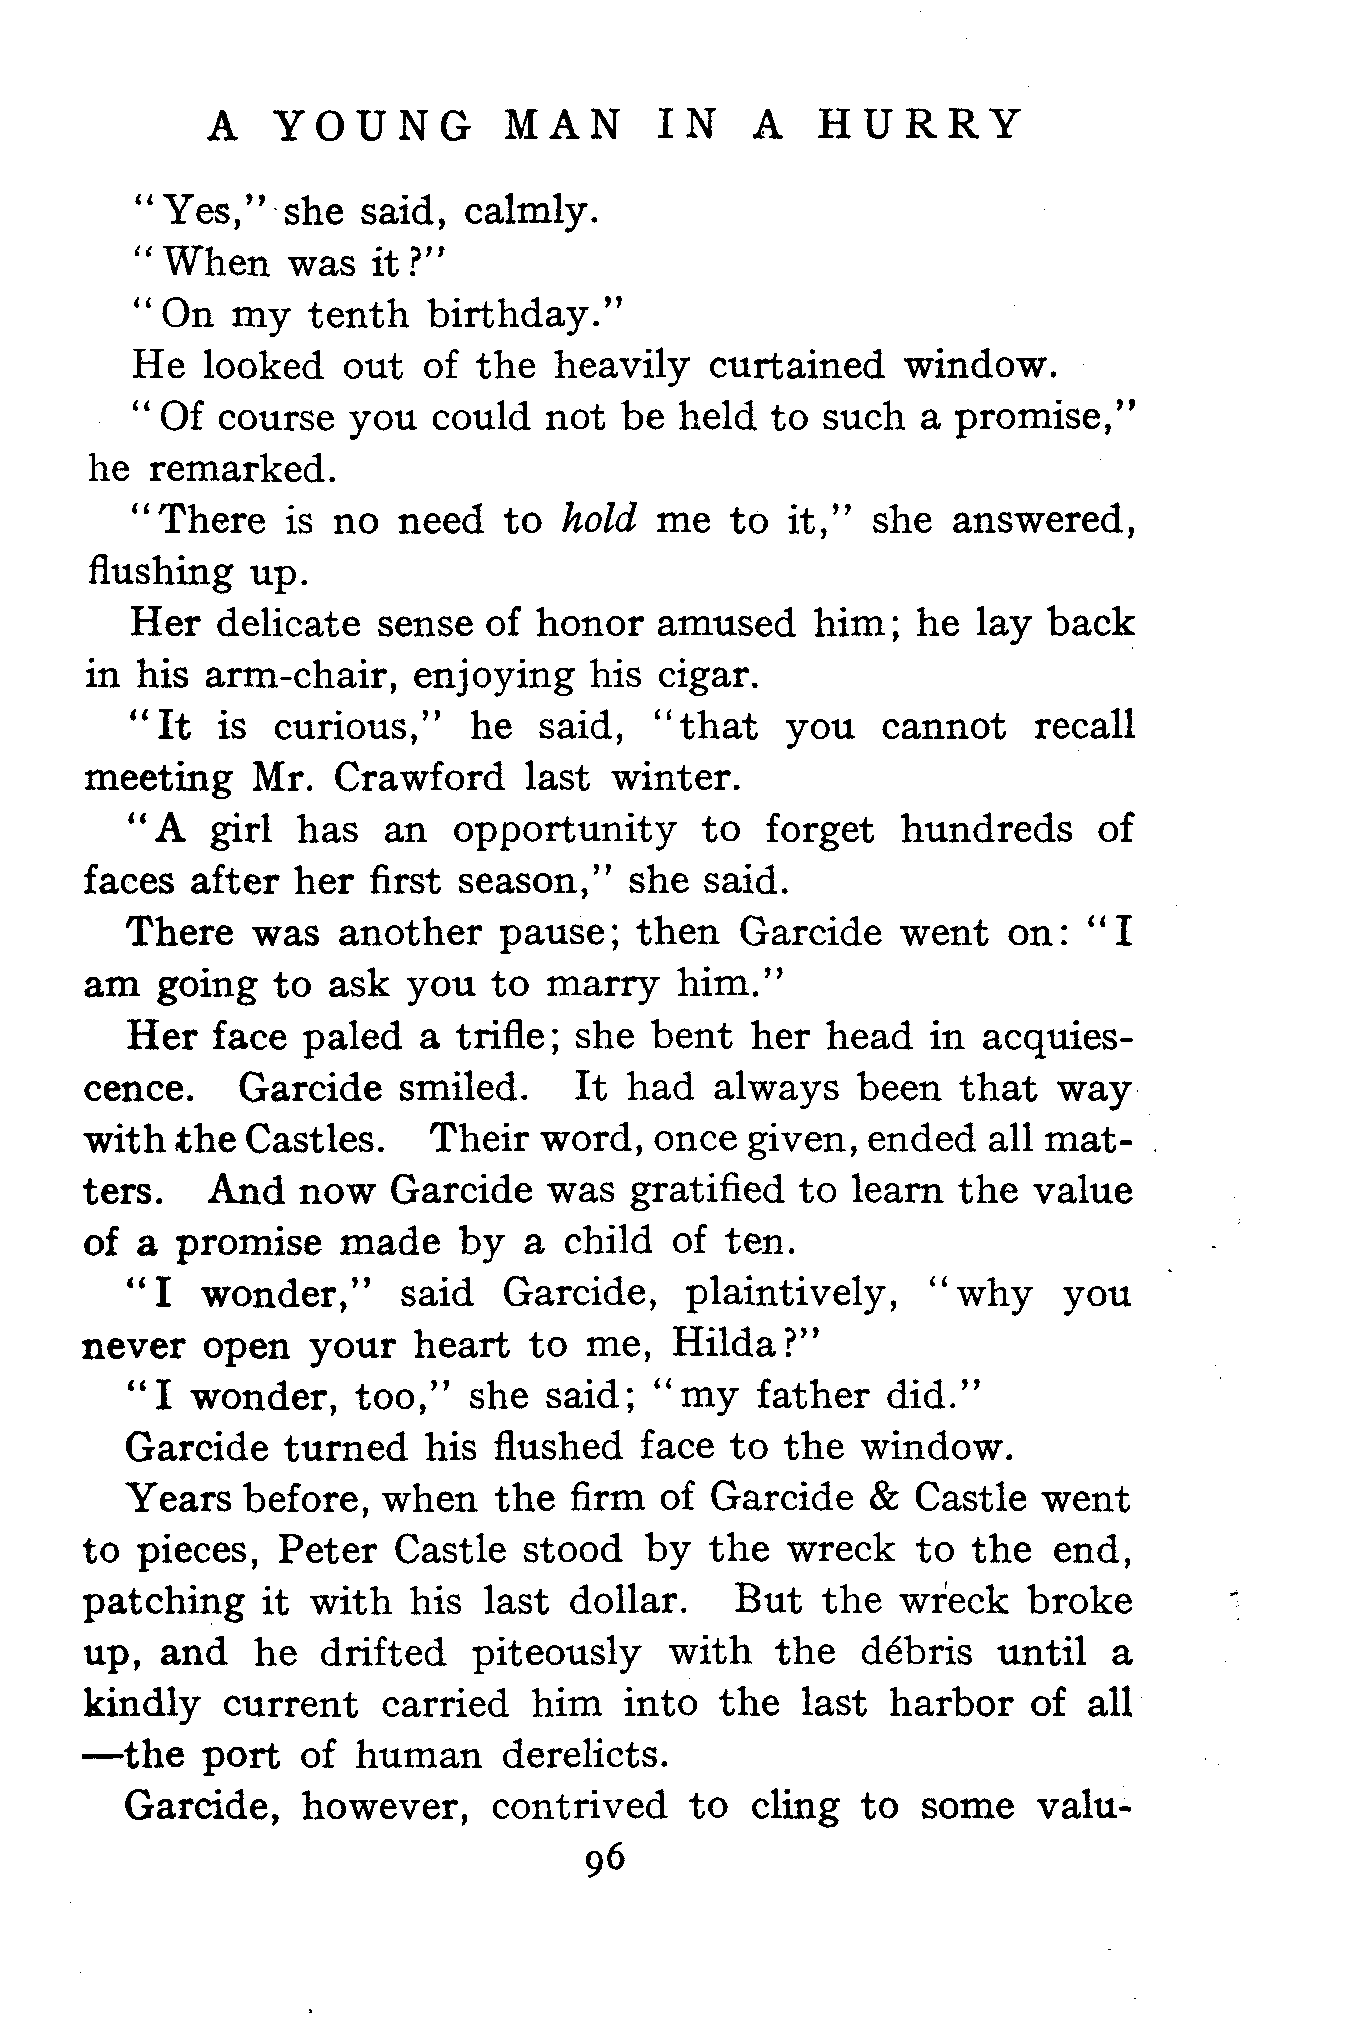 A YOUNG MAN IN A HURRY
"Yes," she said, calmly.
"When was it?"
"On my tenth birthday."
He looked out of the heavily curtained window.
"Of course you could not be held to such a promise,"
he remarked.
"There is no need to hold me to it," she answered,
flushing up.
Her delicate sense of honor amused him; he lay back
in his arm-chair, enjoying his cigar.
"It is curious," he said, "that you cannot recall
meeting Mr. Crawford last winter.
"A girl has an opportunity to forget hundreds of
faces after her first season," she said.
There was another pause; then Garcide went on: "I
am going to ask you to marry him."
Her face paled a trifle; she bent her head in acquies-
cence. Garcide smiled. It had always been that way
with the Castles. Their word, once given, ended all mat-
ters. And now Garcide was gratified to learn the value
of a promise made by a child of ten.
"I wonder," said Garcide, plaintively, "why you
never open your heart to me, Hilda?"
"I wonder, too," she said; "my father did."
Garcide turned his flushed face to the window.
Years before, when the firm of Garcide & Castle went
to pieces, Peter Castle stood by the wreck to the end,
patching it with his last dollar. But the wreck broke
up, and he drifted piteously with the débris until a
kindly current carried him into the last harbor of all
—the port of human derelicts.
Garcide, however, contrived to cling to some valu-
96